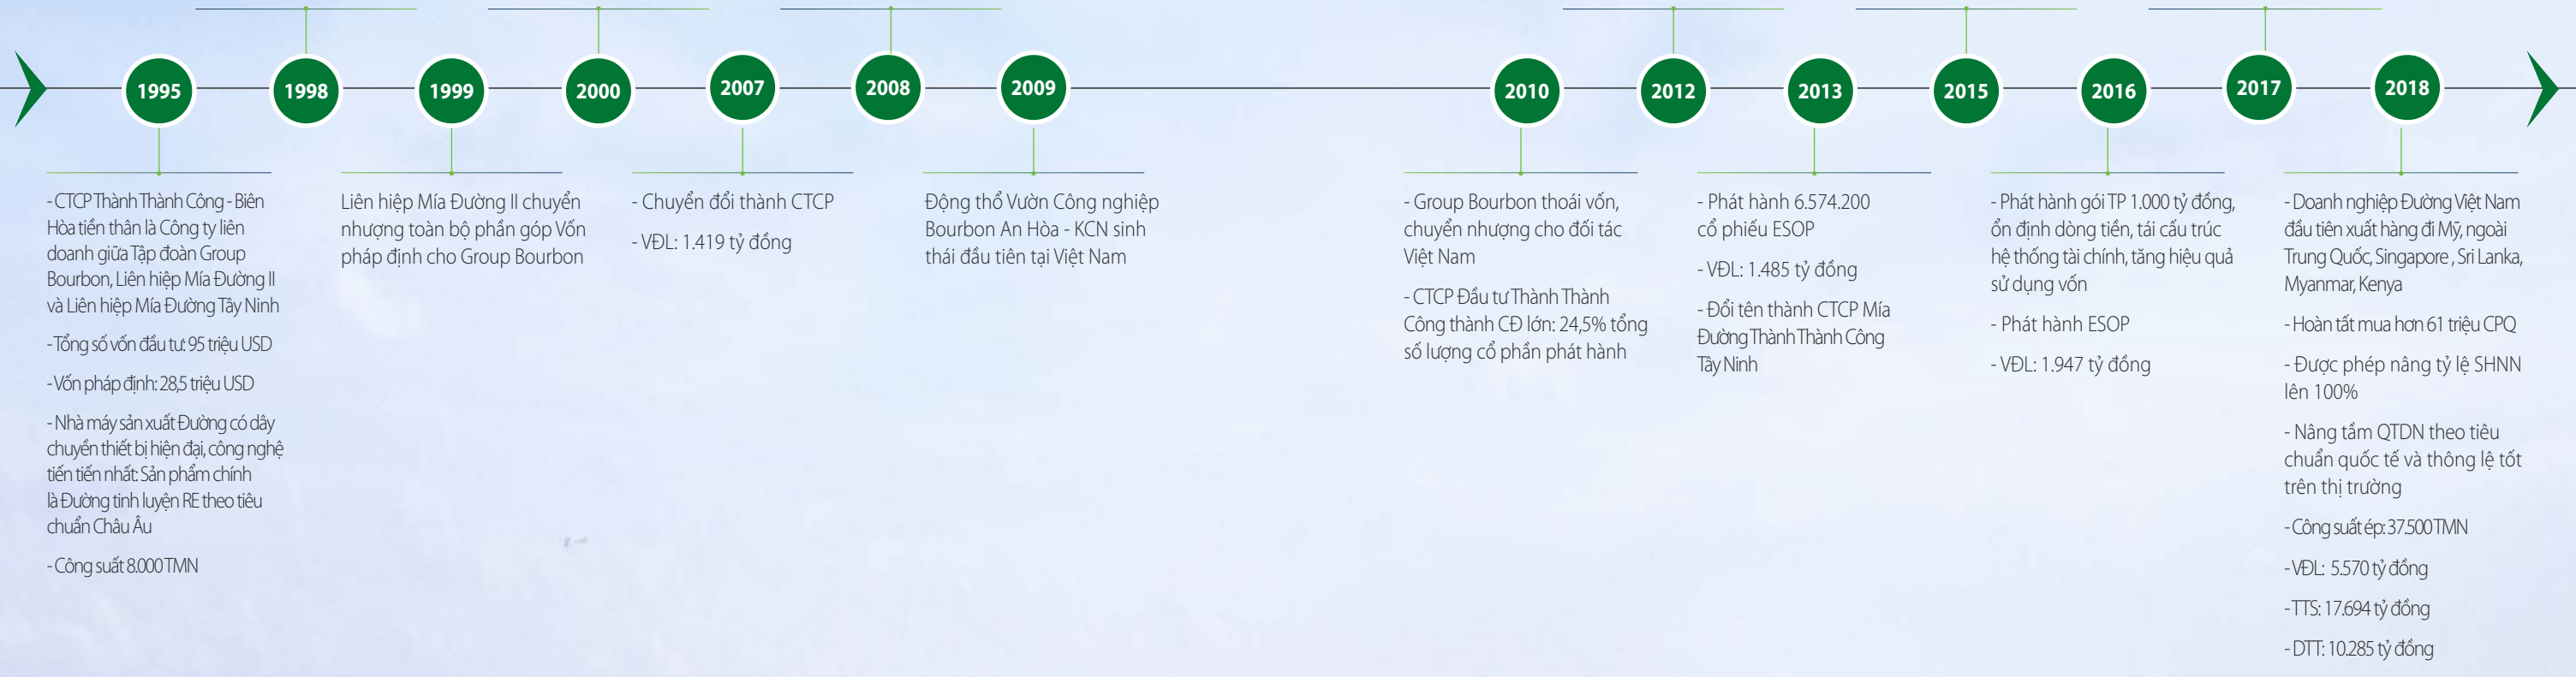 1995
1998
1999
2000
2007
2008
2009
2010
2012
2013
2015
2016
2017
2018
- CTCP Thành Thành Công - Biên
Hòa tiền thân là Công ty liên
doanh giữa Tập đoàn Group
Bourbon, Liên hiệp Mía Đường II
và Liên hiệp Mía Đường Tây Ninh
- Tổng số vốn đầu tư: 95 triệu USD
- Vốn pháp định: 28,5 triệu USD
- Nhà máy sản xuất Đường có dây
chuyền thiết bị hiện đại, công nghệ
tiến tiến nhất: Sản phẩm chính
là Đường tinh luyện RE theo tiêu
chuẩn Châu Âu
- Công suất 8.000 TMN
Liên hiệp Mía Đường II chuyển
nhượng toàn bộ phần góp Vốn
pháp định cho Group Bourbon
- Chuyển đổi thành CTCP
- VĐL: 1.419 tỷ đồng
Động thổ Vườn Công nghiệp
Bourbon An Hòa - KCN sinh
thái đầu tiên tại Việt Nam
- Group Bourbon thoái vốn,
chuyển nhượng cho đối tác
Việt Nam
- CTCP Đầu tư Thành Thành
Công thành CĐ lớn: 24,5% tổng
số lượng cổ phần phát hành
- Phát hành 6.574.200
cổ phiếu ESOP
- VĐL: 1.485 tỷ đồng
- Đổi tên thành CTCP Mía
Đường Thành Thành Công
Tây Ninh
- Phát hành gói TP 1.000 tỷ đồng,
ổn định dòng tiền, tái cấu trúc
hệ thống tài chính, tăng hiệu quả
sử dụng vốn
- Phát hành ESOP
- VĐL: 1.947 tỷ đồng
- Doanh nghiệp Đường Việt Nam
đầu tiên xuất hàng đi Mỹ, ngoài
Trung Quốc, Singapore , Sri Lanka,
Myanmar, Kenya
- Hoàn tất mua hơn 61 triệu CPQ
- Được phép nâng tỷ lệ SHNN
lên 100%
- Nâng tầm QTDN theo tiêu
chuẩn quốc tế và thông lệ tốt
trên thị trường
- Công suất ép: 37.500 TMN
- VĐL: 5.570 tỷ đồng
- TTS: 17.694 tỷ đồng
- DTT: 10.285 tỷ đồng